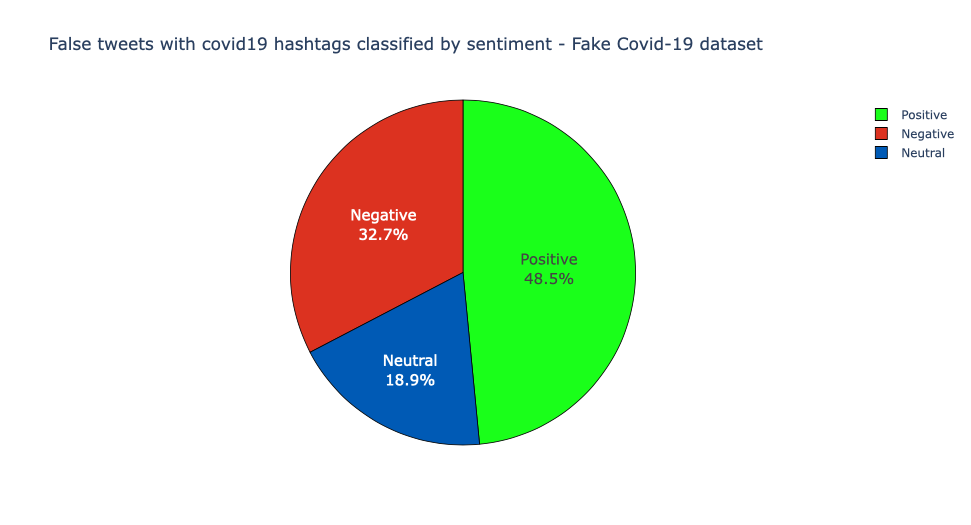 False tweets with covid19 hashtags classified by sentiment - Fake Covid-19 dataset
Positive
Negative
Neutral
Negative
32.7%
Positive
48.5%
Neutral
18.9%